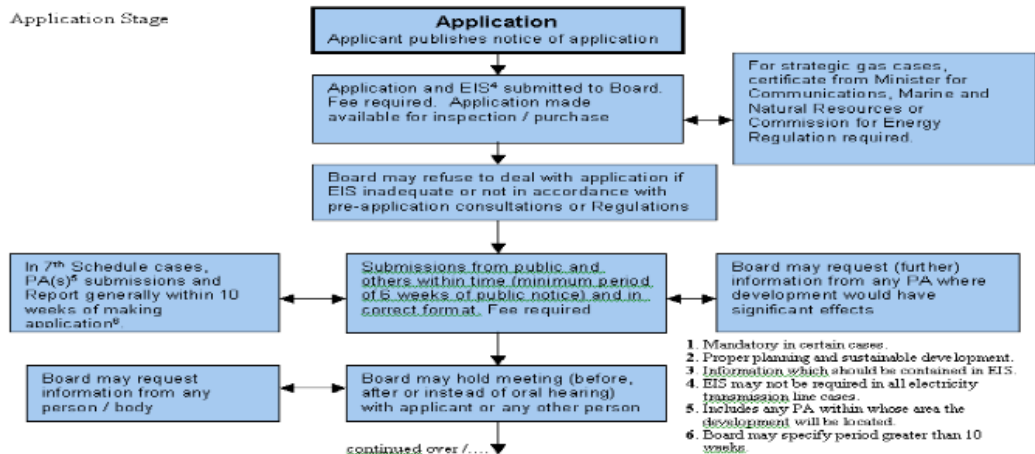 Application Stage
Application
Applicant publishes notice of application
Application and EIS⁴ submitted to Board.
Fee required. Application made
available for inspection / purchase
For strategic gas cases,
certificate from Minister for
Communications, Marine and
Natural Resources or
Commission for Energy
Regulation required.
Board may refuse to deal with application if
EIS inadequate or not in accordance with
pre-application consultations or Regulations
In 7th Schedule cases,
PA(s)⁵ submissions and
Report generally within 10
weeks of making
application⁶.
Submissions from public and
others within time (minimum period
of 6 weeks of public notice) and in
correct format. Fee required
Board may request (further)
information from any PA where
development would have
significant effects
Board may request
information from any
person / body
Board may hold meeting (before,
after or instead of oral hearing)
with applicant or any other person
1. Mandatory in certain cases.
2. Proper planning and sustainable development.
3. Information which should be contained in EIS.
4. EIS may not be required in all electricity
transmission line cases.
5. Includes any PA within whose area the
development will be located.
6. Board may specify period greater than 10
weeks
continued over /....